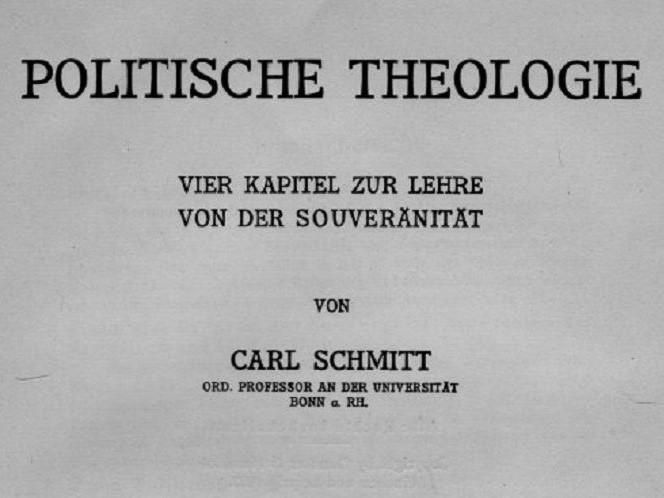 POLITISCHE THEOLOGIE
VIER KAPITEL ZUR LEHRE
VON DER SOUVERÄNITÄT
VON
CARL SCHMITT
ORD. PROFESSOR AN DER UNIVERSITÄT
BONN a. RH.